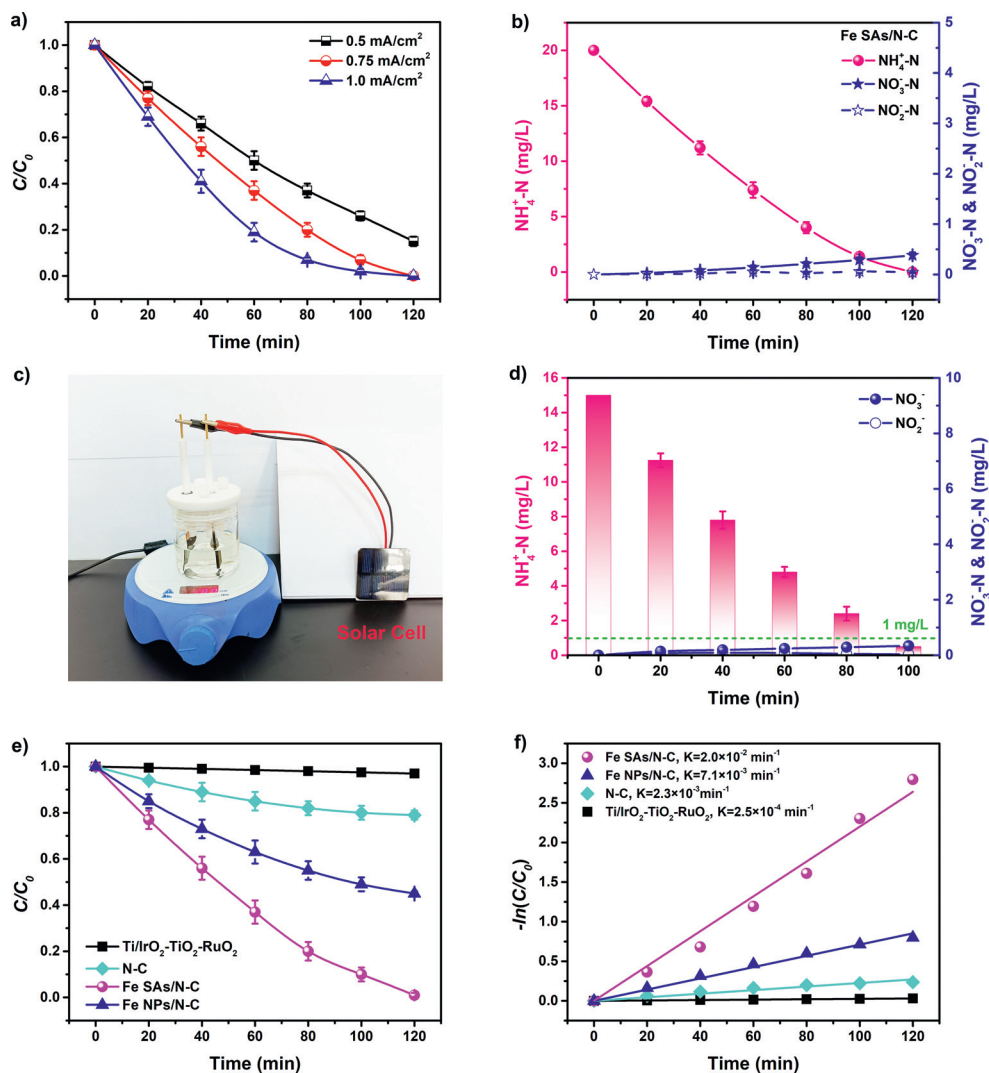 a)
C/C₀
1.0
0.8
0.6
0.4
0.2
0.0
0.5 mA/cm²
0.75 mA/cm²
1.0 mA/cm²
0 20 40 60 80 100 120
Time (min)
b)
NH₄⁺-N (mg/L)
20
15
10
5
0
Fe SAs/N-C
NH₄⁺-N
NO₃⁻-N
NO₂⁻-N
5
4
3
2
1
0
NO₃⁻-N & NO₂⁻-N (mg/L)
0 20 40 60 80 100 120
Time (min)
c)
Solar Cell
d)
NH₄⁺-N (mg/L)
16
14
12
10
8
6
4
2
0
NO₃⁻
NO₂⁻
1 mg/L
10
8
6
4
2
0
NO₃⁻-N & NO₂⁻-N (mg/L)
0 20 40 60 80 100
Time (min)
e)
C/C₀
1.0
0.8
0.6
0.4
0.2
0.0
Ti/IrO₂-TiO₂-RuO₂
N-C
Fe SAs/N-C
Fe NPs/N-C
0 20 40 60 80 100 120
Time (min)
f)
-ln(C/C₀)
3.0
2.5
2.0
1.5
1.0
0.5
0.0
Fe SAs/N-C, K=2.0×10⁻² min⁻¹
Fe NPs/N-C, K=7.1×10⁻³ min⁻¹
N-C, K=2.3×10⁻³min⁻¹
Ti/IrO₂-TiO₂-RuO₂, K=2.5×10⁻⁴ min⁻¹
0 20 40 60 80 100 120
Time (min)